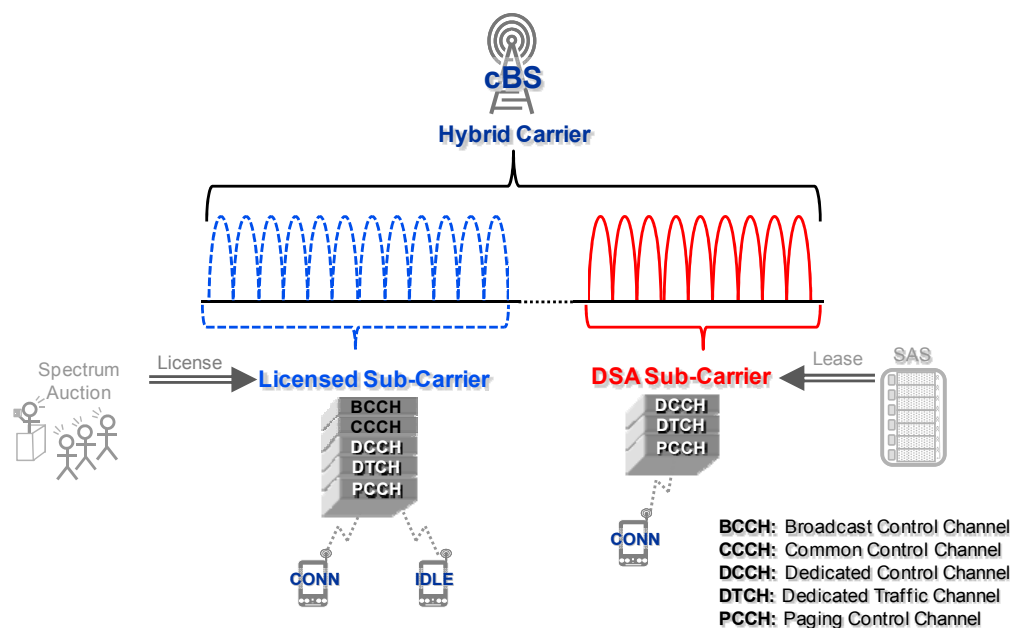 cBS
Hybrid Carrier
Spectrum
Auction
License
Licensed Sub-Carrier
DSA Sub-Carrier
Lease
SAS
BCCH
CCCH
DCCH
DTCH
PCCH
DCCH
DTCH
PCCH
CONN
IDLE
CONN
BCCH: Broadcast Control Channel
CCCH: Common Control Channel
DCCH: Dedicated Control Channel
DTCH: Dedicated Traffic Channel
PCCH: Paging Control Channel